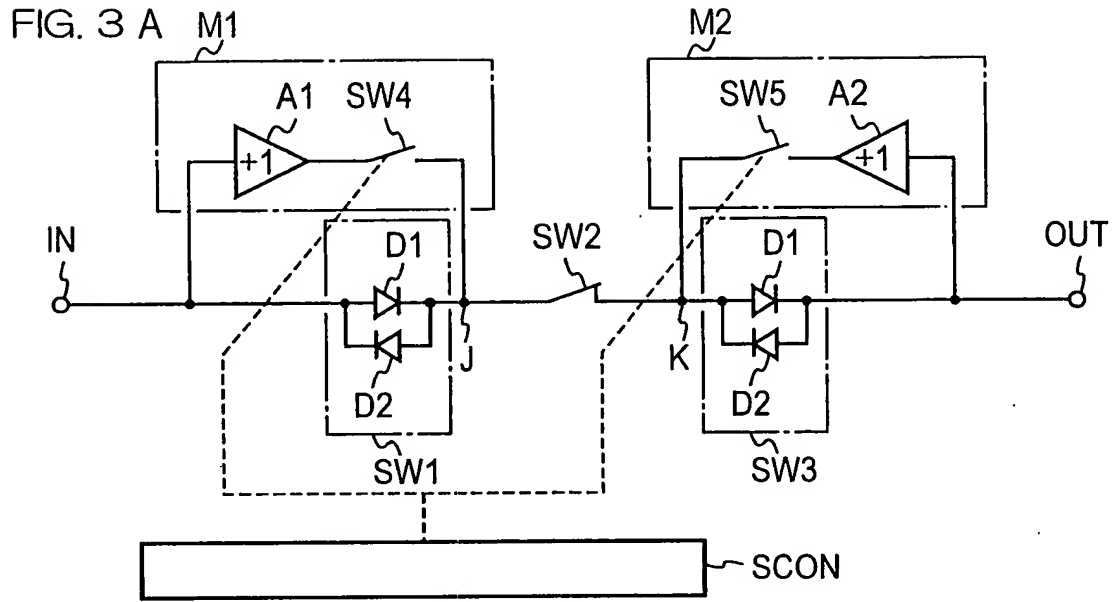 FIG. 3 A
M1
M2
A1
SW4
SW5
A2
+1
+1
IN
D1
SW2
D1
OUT
J
K
D2
D2
SW1
SW3
SCON